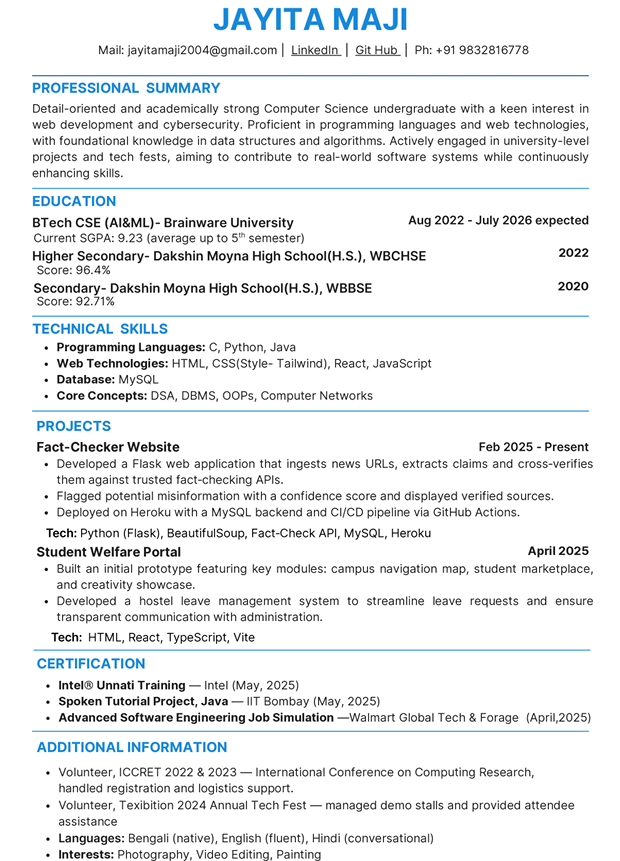 JAYITA MAJI
Mail: jayitamaji2004@gmail.com | LinkedIn | Git Hub | Ph: +91 9832816778
PROFESSIONAL SUMMARY
Detail-oriented and academically strong Computer Science undergraduate with a keen interest in
web development and cybersecurity. Proficient in programming languages and web technologies,
with foundational knowledge in data structures and algorithms. Actively engaged in university-level
projects and tech fests, aiming to contribute to real-world software systems while continuously
enhancing skills.
EDUCATION
BTech CSE (AI&ML)- Brainware University Aug 2022 - July 2026 expected
Current SGPA: 9.23 (average up to 5th semester)
Higher Secondary- Dakshin Moyna High School(H.S.), WBCHSE 2022
Score: 96.4%
Secondary- Dakshin Moyna High School(H.S.), WBBSE 2020
Score: 92.71%
TECHNICAL SKILLS
• Programming Languages: C, Python, Java
• Web Technologies: HTML, CSS(Style- Tailwind), React, JavaScript
• Database: MySQL
• Core Concepts: DSA, DBMS, OOPs, Computer Networks
PROJECTS
Fact-Checker Website Feb 2025 - Present
• Developed a Flask web application that ingests news URLs, extracts claims and cross-verifies
them against trusted fact-checking APIs.
• Flagged potential misinformation with a confidence score and displayed verified sources.
• Deployed on Heroku with a MySQL backend and CI/CD pipeline via GitHub Actions.
Tech: Python (Flask), BeautifulSoup, Fact-Check API, MySQL, Heroku
Student Welfare Portal April 2025
• Built an initial prototype featuring key modules: campus navigation map, student marketplace,
and creativity showcase.
• Developed a hostel leave management system to streamline leave requests and ensure
transparent communication with administration.
Tech: HTML, React, TypeScript, Vite
CERTIFICATION
• Intel® Unnati Training — Intel (May, 2025)
• Spoken Tutorial Project, Java — IIT Bombay (May, 2025)
• Advanced Software Engineering Job Simulation —Walmart Global Tech & Forage (April,2025)
ADDITIONAL INFORMATION
• Volunteer, ICCRET 2022 & 2023 — International Conference on Computing Research,
handled registration and logistics support.
• Volunteer, Texibition 2024 Annual Tech Fest — managed demo stalls and provided attendee
assistance
• Languages: Bengali (native), English (fluent), Hindi (conversational)
• Interests: Photography, Video Editing, Painting